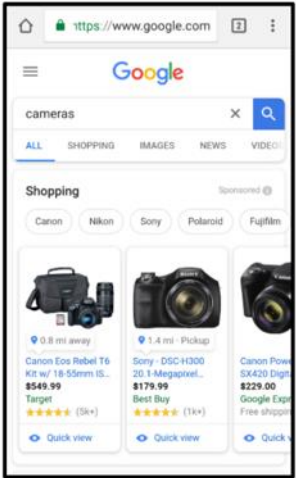 https://www.google.com 2
Google
cameras
ALL SHOPPING IMAGES NEWS VIDEO
Shopping Sponsored
Canon Nikon Sony Polaroid Fujifilm
0.8 mi away 1.4 mi · Pickup
Canon Eos Rebel T6 Sony - DSC-H300 Canon Powe
Kit w/ 18-55mm IS... 20.1-Megapixel... SX420 Digit
$549.99 $179.99 $229.00
Target Best Buy Google Expr
(5k+) (1k+) Free shippin
Quick view Quick view Quick v